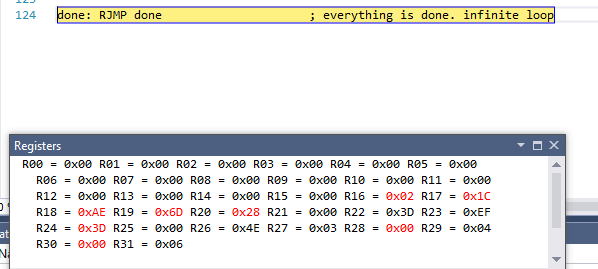 124 done: RJMP done ; everything is done. infinite loop
Registers
R00 = 0x00 R01 = 0x00 R02 = 0x00 R03 = 0x00 R04 = 0x00 R05 = 0x00
R06 = 0x00 R07 = 0x00 R08 = 0x00 R09 = 0x00 R10 = 0x00 R11 = 0x00
R12 = 0x00 R13 = 0x00 R14 = 0x00 R15 = 0x00 R16 = 0x02 R17 = 0x1C
R18 = 0xAE R19 = 0x6D R20 = 0x28 R21 = 0x00 R22 = 0x3D R23 = 0xEF
R24 = 0x3D R25 = 0x00 R26 = 0x4E R27 = 0x03 R28 = 0x00 R29 = 0x04
R30 = 0x00 R31 = 0x06